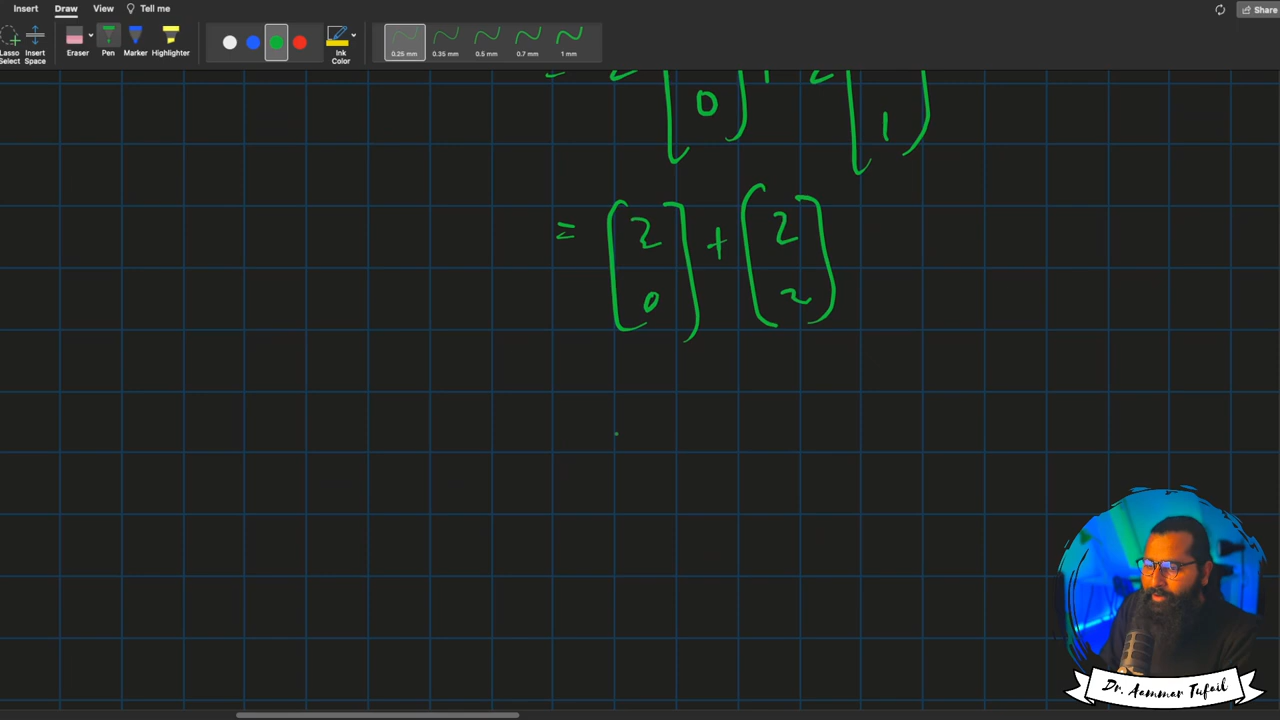 Insert Draw View Tell me Share
Lasso Select Insert Space Eraser Pen Marker Highlighter Ink Color 0.25 mm 0.35 mm 0.5 mm 0.7 mm 1 mm
= 2 [ 0 ] + 2 [ 1 ]
= [ 2 ] + [ 2 ]
[ 0 ] [ 2 ]
Dr. Aammar Tufail